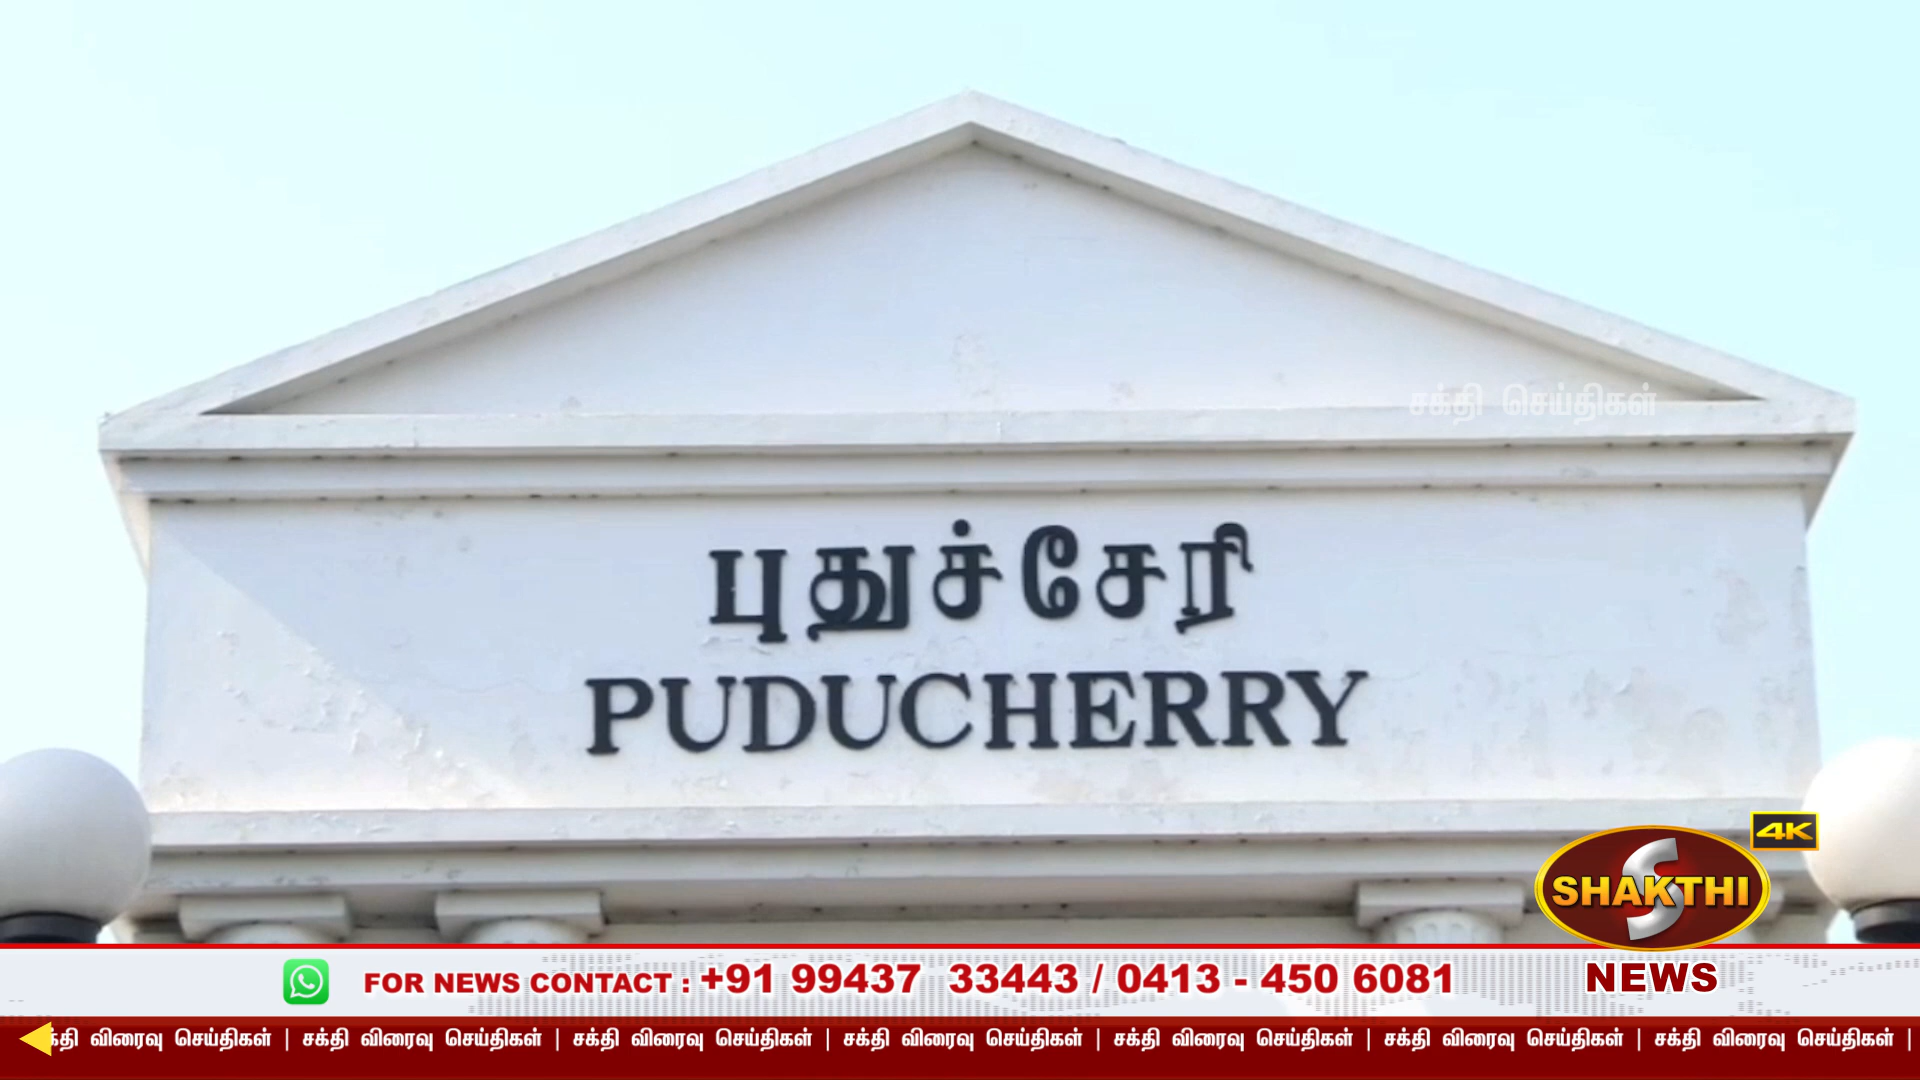 சக்தி செய்திகள்
புதுச்சேரி
PUDUCHERRY
4K
S
SHAKTHI
NEWS
FOR NEWS CONTACT : +91 99437 33443 / 0413 - 450 6081
க்தி விரைவு செய்திகள் | சக்தி விரைவு செய்திகள் | சக்தி விரைவு செய்திகள் | சக்தி விரைவு செய்திகள் | சக்தி விரைவு செய்திகள் | சக்தி விரைவு செய்திகள் | சக்தி விரைவு செய்திகள் |